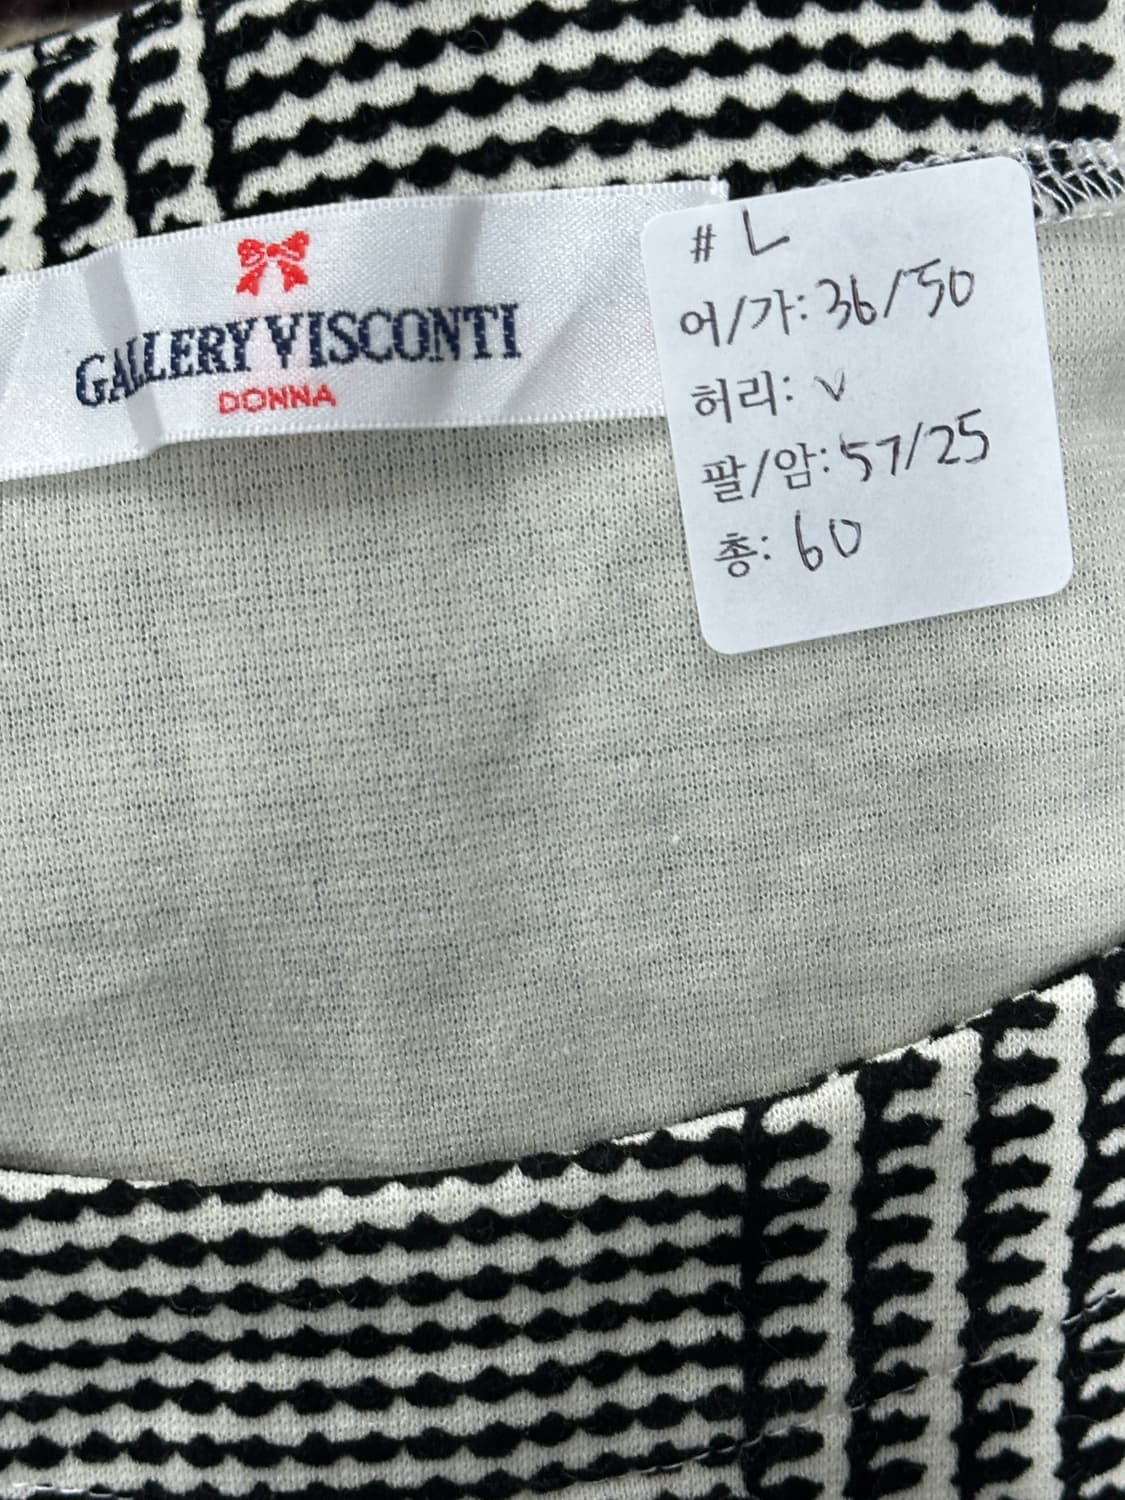 GALLERY VISCONTI
DONNA
# L
어/가: 36/50
허리: v
팔/암: 57/25
총: 60